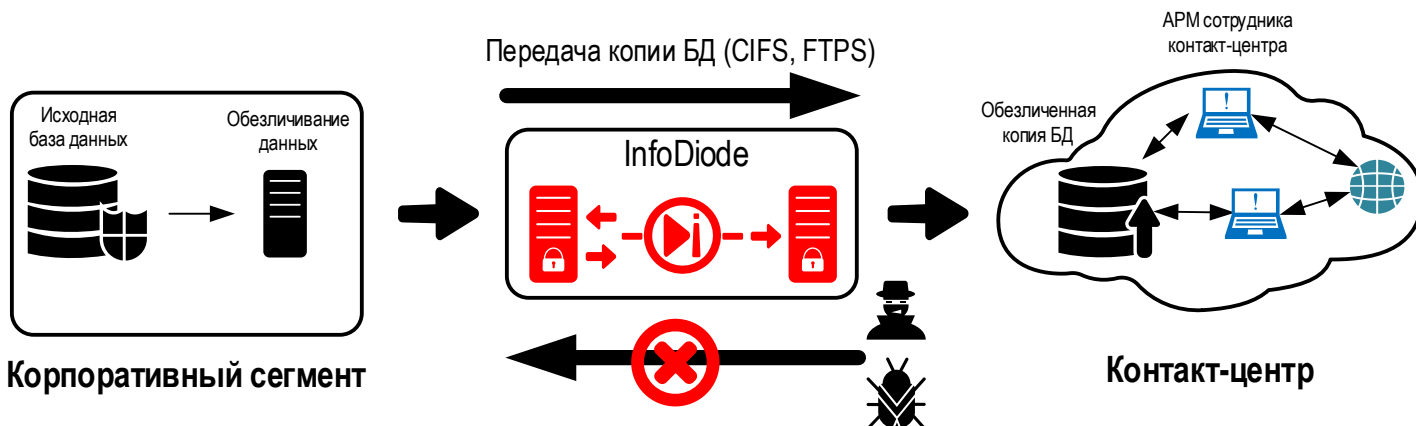 АРМ сотрудника
контакт-центра
Передача копии БД (CIFS, FTPS)
Исходная
база данных
Обезличивание
данных
Обезличенная
копия БД
InfoDiode
Корпоративный сегмент
Контакт-центр